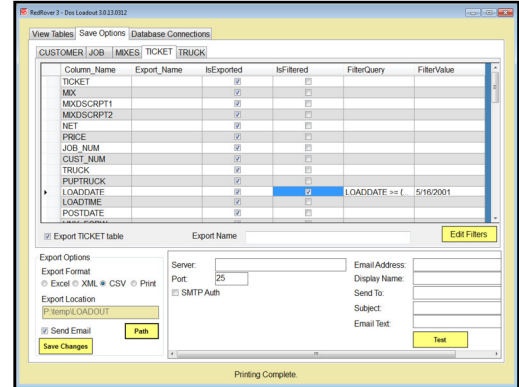 RedRover 3 - Dos Loadout 3.0.13.0312
View Tables Save Options Database Connections
CUSTOMER JOB MIXES TICKET TRUCK
Column_Name Export_Name IsExported IsFiltered FilterQuery FilterValue
TICKET
MIX
MIXDSCRPT1
MIXDSCRPT2
NET
PRICE
JOB_NUM
CUST_NUM
TRUCK
PUPTRUCK
LOADDATE LOADDATE >= {... 5/16/2001
LOADTIME
POSTDATE
Export TICKET table Export Name Edit Filters
Export Options
Export Format
Excel XML CSV Print
Export Location
P:\temp\LOADOUT
Send Email Path
Save Changes
Server:
Port: 25
SMTP Auth
Email Address:
Display Name:
Send To:
Subject:
Email Text:
Test
Printing Complete.